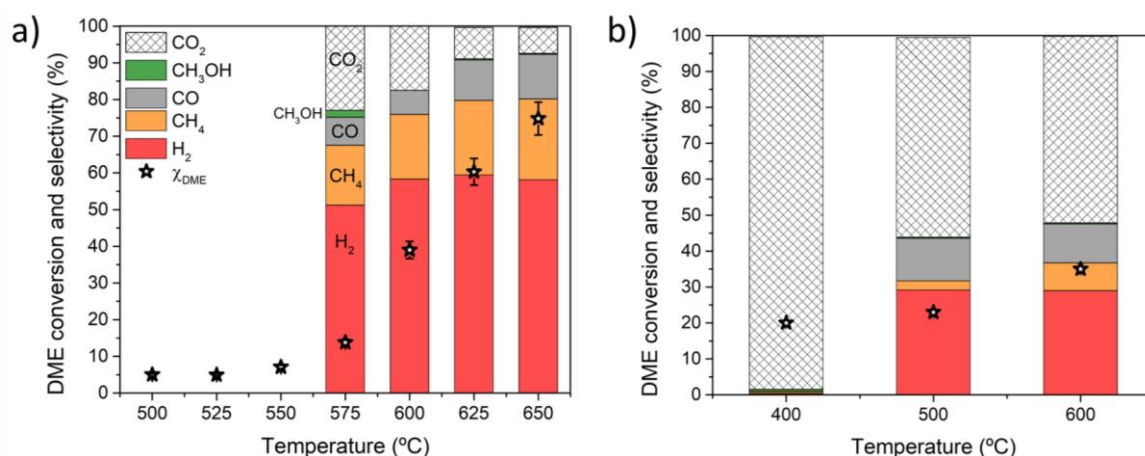 a)
CO₂
CH₃OH
CO
CH₄
H₂
χDME
DME conversion and selectivity (%)
100
90
80
70
60
50
40
30
20
10
0
CO₂
CH₃OH
CO
CH₄
H₂
500 525 550 575 600 625 650
Temperature (ºC)
b)
DME conversion and selectivity (%)
100
90
80
70
60
50
40
30
20
10
0
400 500 600
Temperature (ºC)